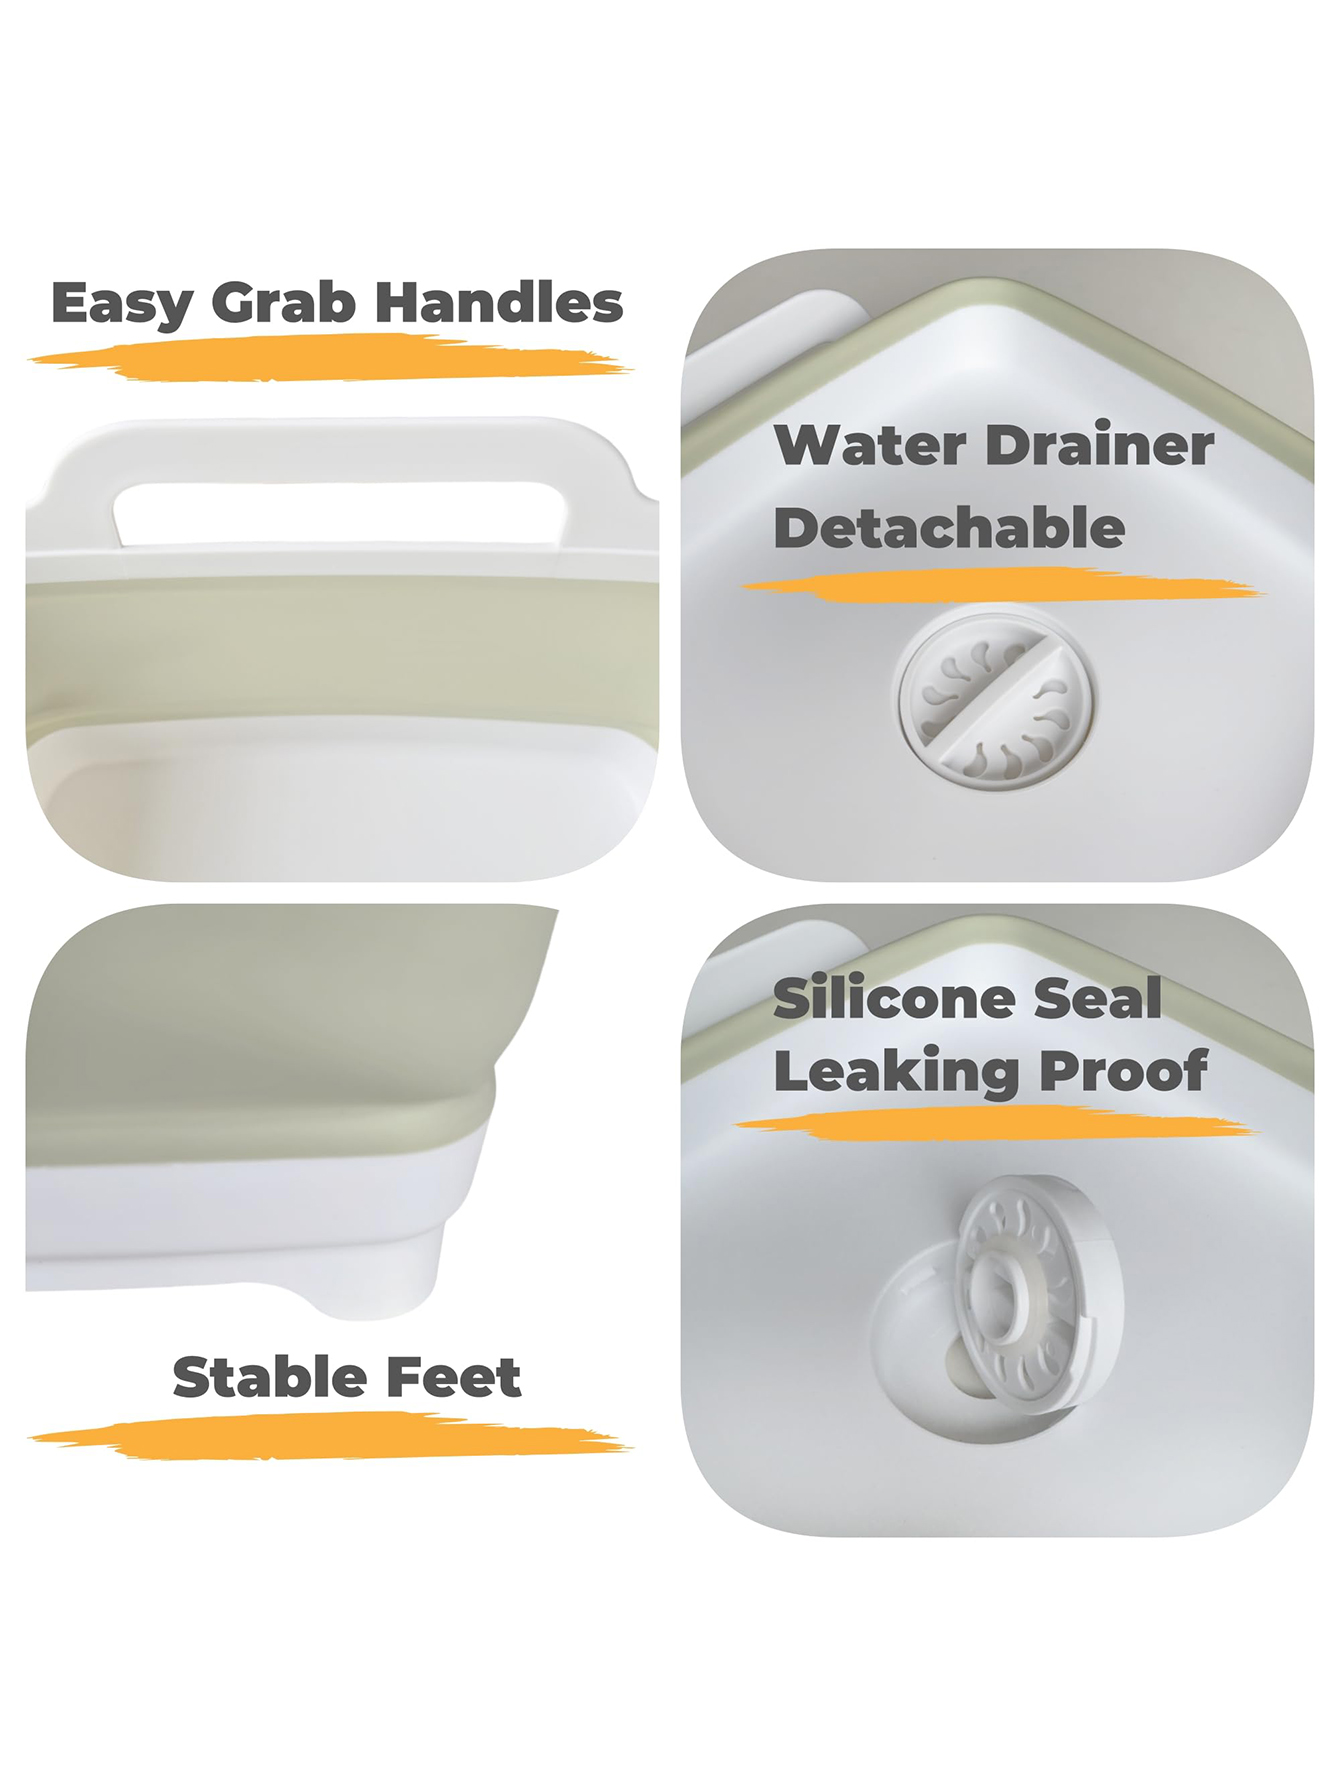 Easy Grab Handles
Water Drainer
Detachable
Stable Feet
Silicone Seal
Leaking Proof